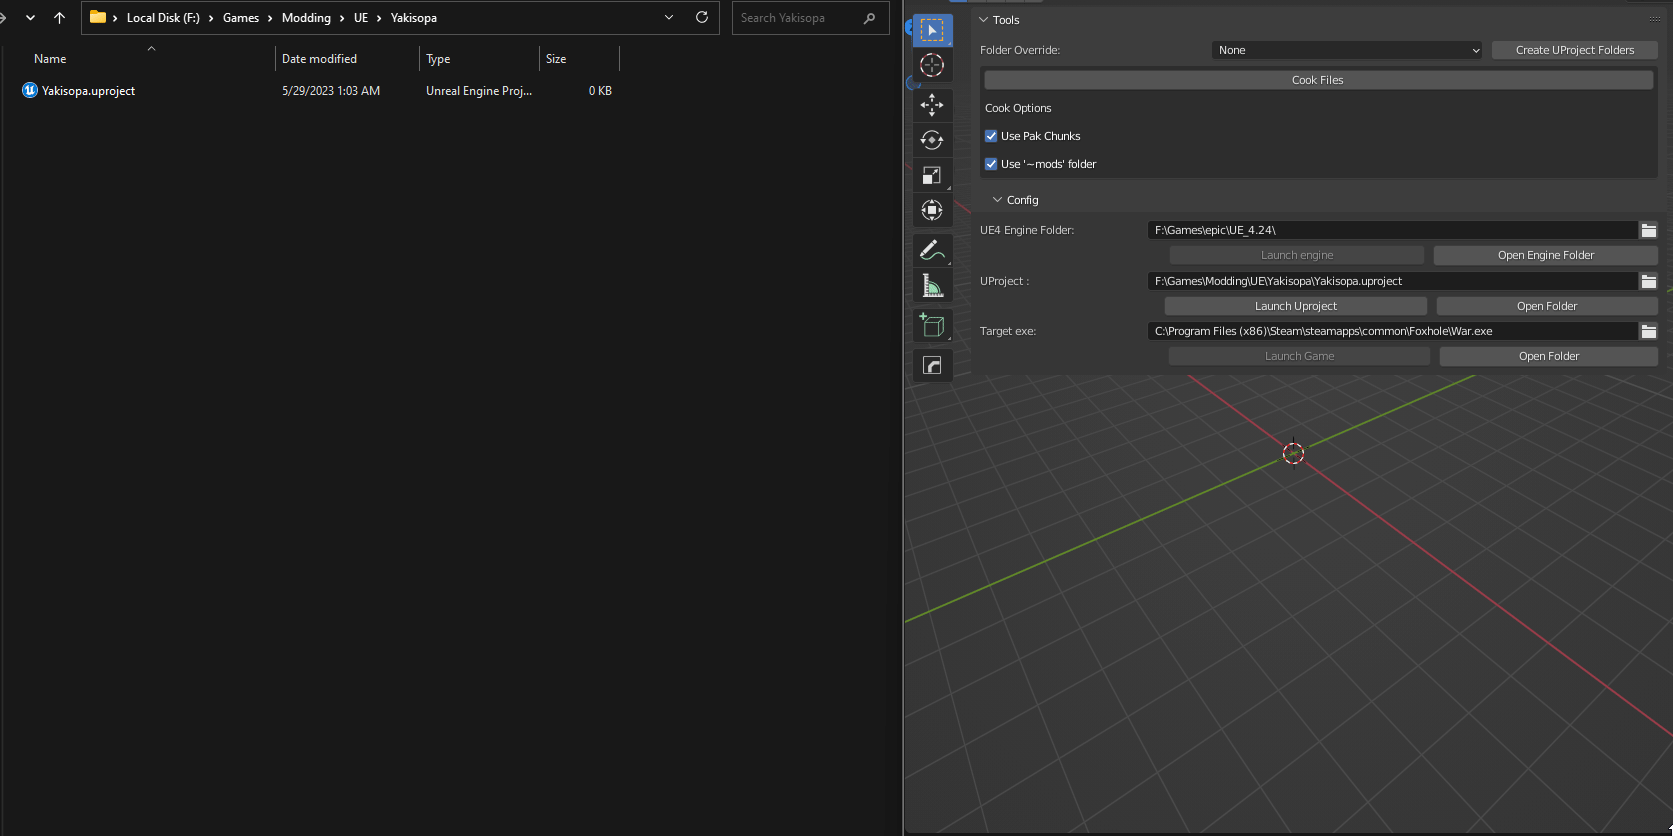 Local Disk (F:) > Games > Modding > UE > Yakisopa
Search Yakisopa
Name Date modified Type Size
Yakisopa.uproject 5/29/2023 1:03 AM Unreal Engine Proj... 0 KB
Tools
Folder Override: None Create UProject Folders
Cook Files
Cook Options
Use Pak Chunks
Use '~mods' folder
Config
UE4 Engine Folder: F:\Games\epic\UE_4.24\
Launch engine Open Engine Folder
UProject : F:\Games\Modding\UE\Yakisopa\Yakisopa.uproject
Launch Uproject Open Folder
Target exe: C:\Program Files (x86)\Steam\steamapps\common\Foxhole\War.exe
Launch Game Open Folder